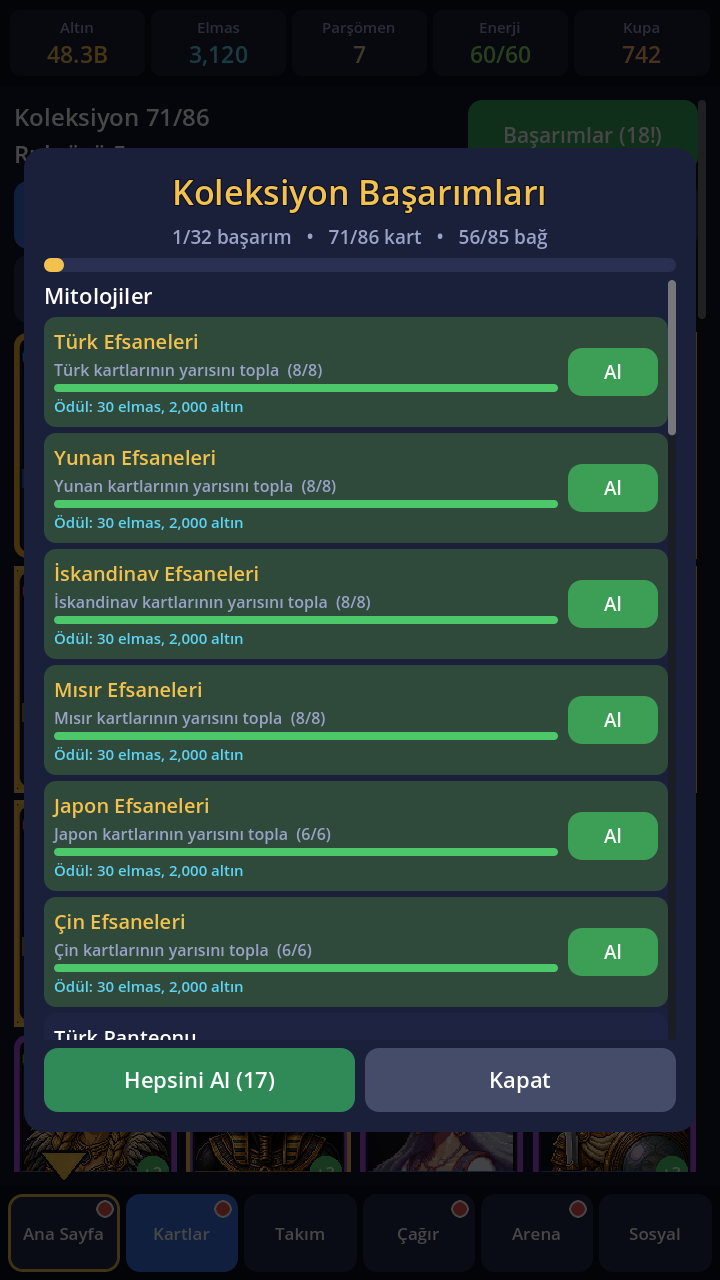 Altın
Elmas
Parşömen
Enerji
Kupa
48.3B
3,120
7
60/60
742
Koleksiyon 71/86
Başarımlar (18!)
Koleksiyon Başarımları
1/32 başarım • 71/86 kart • 56/85 bağ
Mitolojiler
Türk Efsaneleri
Türk kartlarının yarısını topla (8/8)
Ödül: 30 elmas, 2,000 altın
Al
Yunan Efsaneleri
Yunan kartlarının yarısını topla (8/8)
Ödül: 30 elmas, 2,000 altın
Al
İskandinav Efsaneleri
İskandinav kartlarının yarısını topla (8/8)
Ödül: 30 elmas, 2,000 altın
Al
Mısır Efsaneleri
Mısır kartlarının yarısını topla (8/8)
Ödül: 30 elmas, 2,000 altın
Al
Japon Efsaneleri
Japon kartlarının yarısını topla (6/6)
Ödül: 30 elmas, 2,000 altın
Al
Çin Efsaneleri
Çin kartlarının yarısını topla (6/6)
Ödül: 30 elmas, 2,000 altın
Al
Türk Panteonu
Hepsini Al (17)
Kapat
Ana Sayfa
Kartlar
Takım
Çağır
Arena
Sosyal